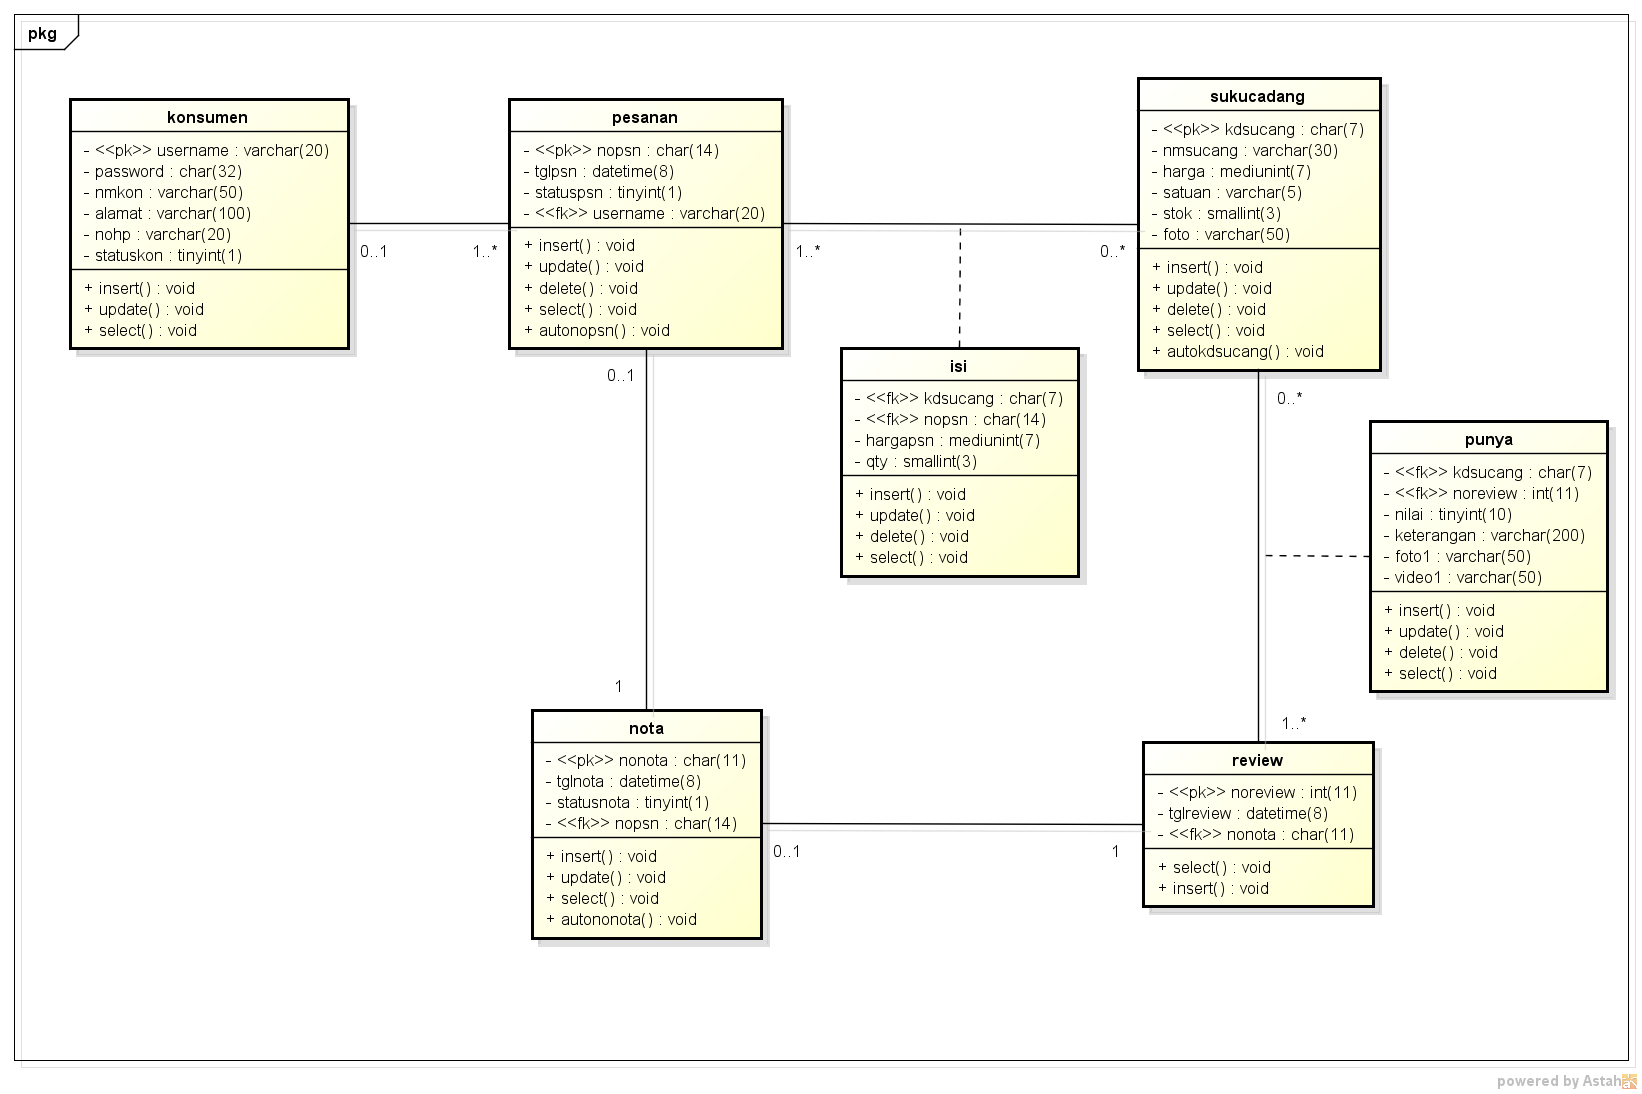 pkg
konsumen
- <<pk>> username : varchar(20)
- password : char(32)
- nmkon : varchar(50)
- alamat : varchar(100)
- nohp : varchar(20)
- statuskon : tinyint(1)
+ insert() : void
+ update() : void
+ select() : void
0..1
1..*
pesanan
- <<pk>> nopsn : char(14)
- tglpsn : datetime(8)
- statuspsn : tinyint(1)
- <<fk>> username : varchar(20)
+ insert() : void
+ update() : void
+ delete() : void
+ select() : void
+ autonopsn() : void
1..*
0..*
sukucadang
- <<pk>> kdsucang : char(7)
- nmsucang : varchar(30)
- harga : mediunint(7)
- satuan : varchar(5)
- stok : smallint(3)
- foto : varchar(50)
+ insert() : void
+ update() : void
+ delete() : void
+ select() : void
+ autokdsucang() : void
isi
- <<fk>> kdsucang : char(7)
- <<fk>> nopsn : char(14)
- hargapsn : mediunint(7)
- qty : smallint(3)
+ insert() : void
+ update() : void
+ delete() : void
+ select() : void
0..1
1
0..*
1..*
punya
- <<fk>> kdsucang : char(7)
- <<fk>> noreview : int(11)
- nilai : tinyint(10)
- keterangan : varchar(200)
- foto1 : varchar(50)
- video1 : varchar(50)
+ insert() : void
+ update() : void
+ delete() : void
+ select() : void
nota
- <<pk>> nonota : char(11)
- tglnota : datetime(8)
- statusnota : tinyint(1)
- <<fk>> nopsn : char(14)
+ insert() : void
+ update() : void
+ select() : void
+ autononota() : void
0..1
1
review
- <<pk>> noreview : int(11)
- tglreview : datetime(8)
- <<fk>> nonota : char(11)
+ select() : void
+ insert() : void
powered by Astah